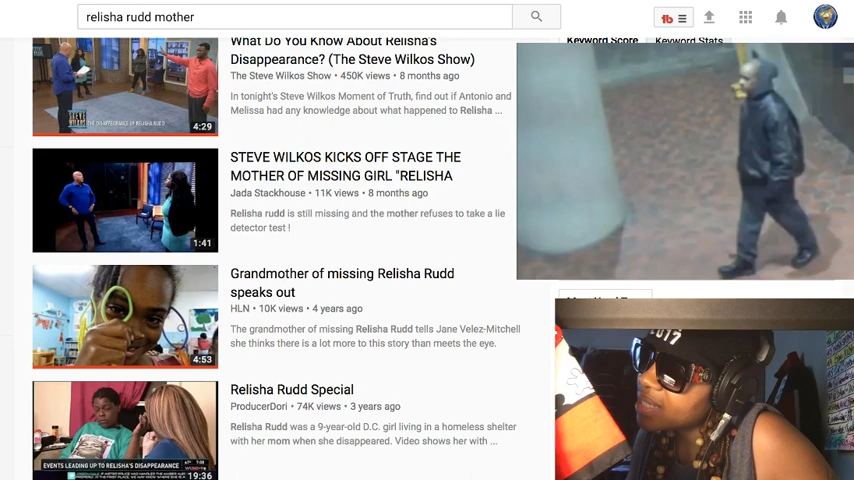 relisha rudd mother
Keyword Score Keyword Stats
What Do You Know About Relisha's
Disappearance? (The Steve Wilkos Show)
The Steve Wilkos Show • 450K views • 8 months ago
In tonight's Steve Wilkos Moment of Truth, find out if Antonio and
Melissa had any knowledge about what happened to Relisha ...
STEVE WILKOS
THE DISAPPEARANCE OF RELISHA RUDD
4:29
STEVE WILKOS KICKS OFF STAGE THE
MOTHER OF MISSING GIRL "RELISHA
Jada Stackhouse • 11K views • 8 months ago
Relisha rudd is still missing and the mother refuses to take a lie
detector test !
1:41
Grandmother of missing Relisha Rudd
speaks out
HLN • 10K views • 4 years ago
The grandmother of missing Relisha Rudd tells Jane Velez-Mitchell
she thinks there is a lot more to this story than meets the eye.
4:53
Relisha Rudd Special
ProducerDori • 74K views • 3 years ago
Relisha Rudd was a 9-year-old D.C. girl living in a homeless shelter
with her mom when she disappeared. Video shows her with ...
EVENTS LEADING UP TO RELISHA'S DISAPPEARANCE
19:36
2017